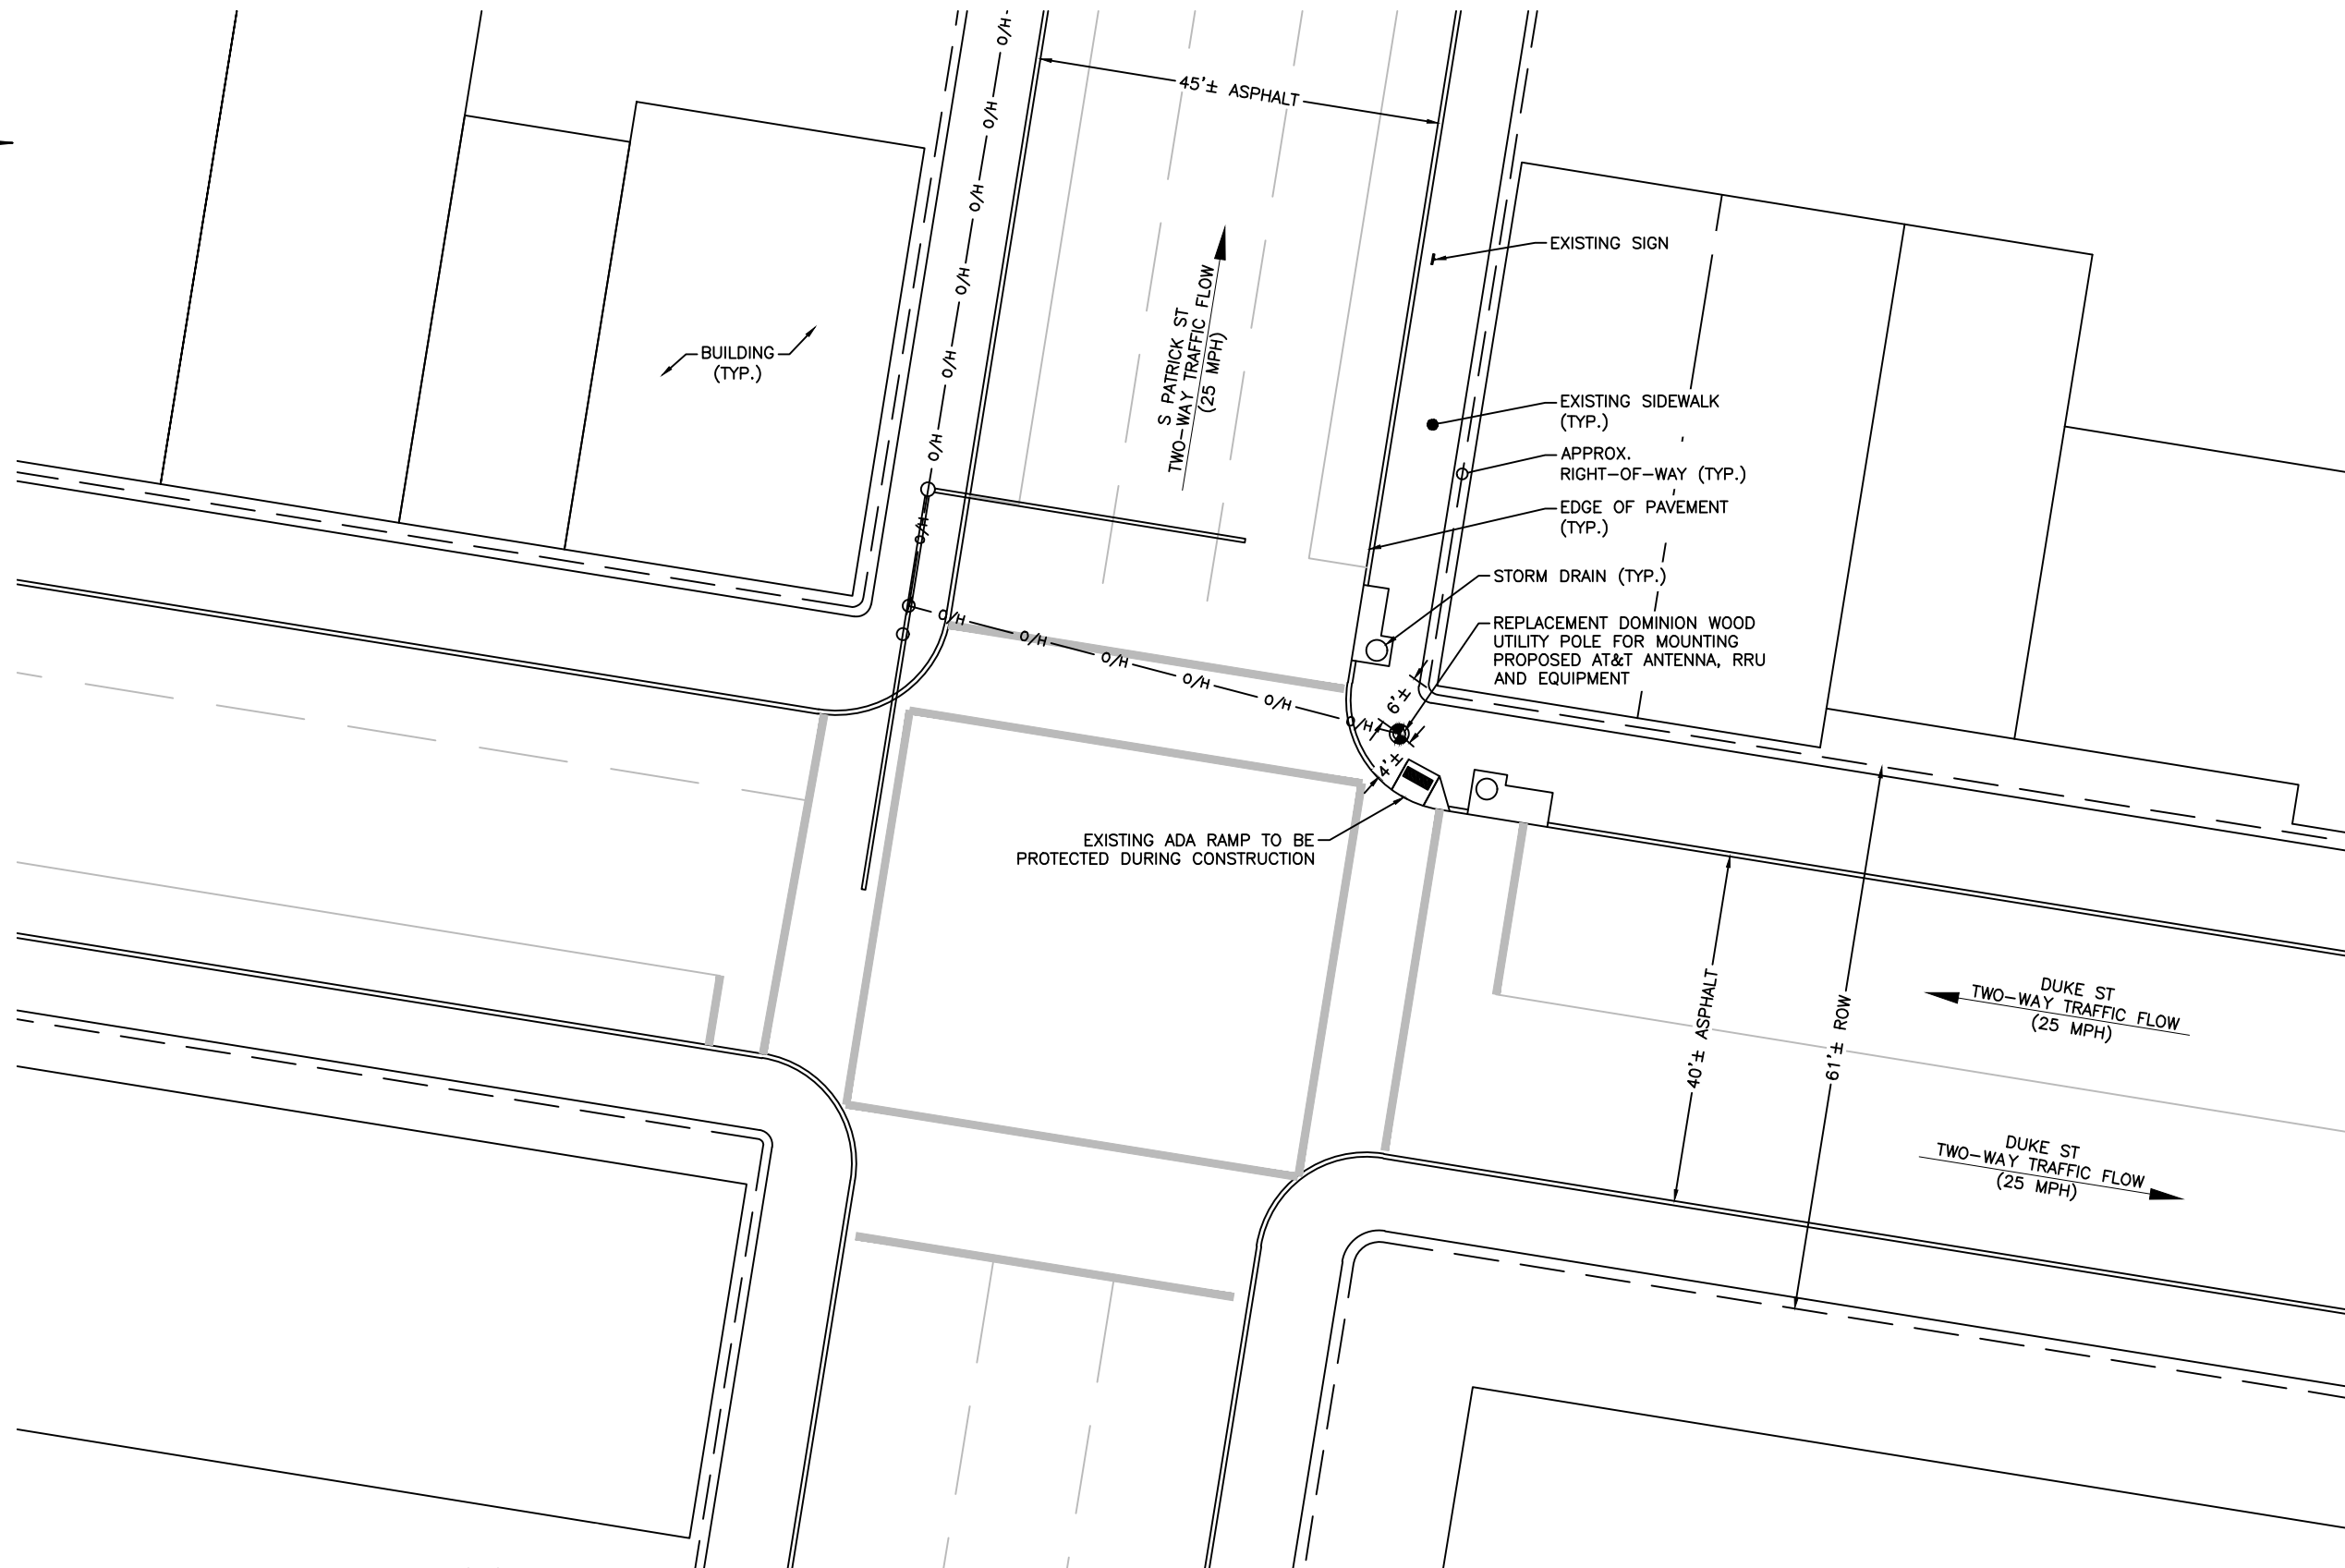 45'± ASPHALT
O/H
O/H
O/H
O/H
O/H
O/H
O/H
O/H
O/H
O/H
O/H
O/H
O/H
BUILDING
(TYP.)
S PATRICK ST
TWO-WAY TRAFFIC FLOW
(25 MPH)
EXISTING SIGN
EXISTING SIDEWALK
(TYP.)
APPROX.
RIGHT-OF-WAY (TYP.)
EDGE OF PAVEMENT
(TYP.)
STORM DRAIN (TYP.)
REPLACEMENT DOMINION WOOD
UTILITY POLE FOR MOUNTING
PROPOSED AT&T ANTENNA, RRU
AND EQUIPMENT
6'±
4'±
EXISTING ADA RAMP TO BE
PROTECTED DURING CONSTRUCTION
40'± ASPHALT
61'± ROW
DUKE ST
TWO-WAY TRAFFIC FLOW
(25 MPH)
DUKE ST
TWO-WAY TRAFFIC FLOW
(25 MPH)